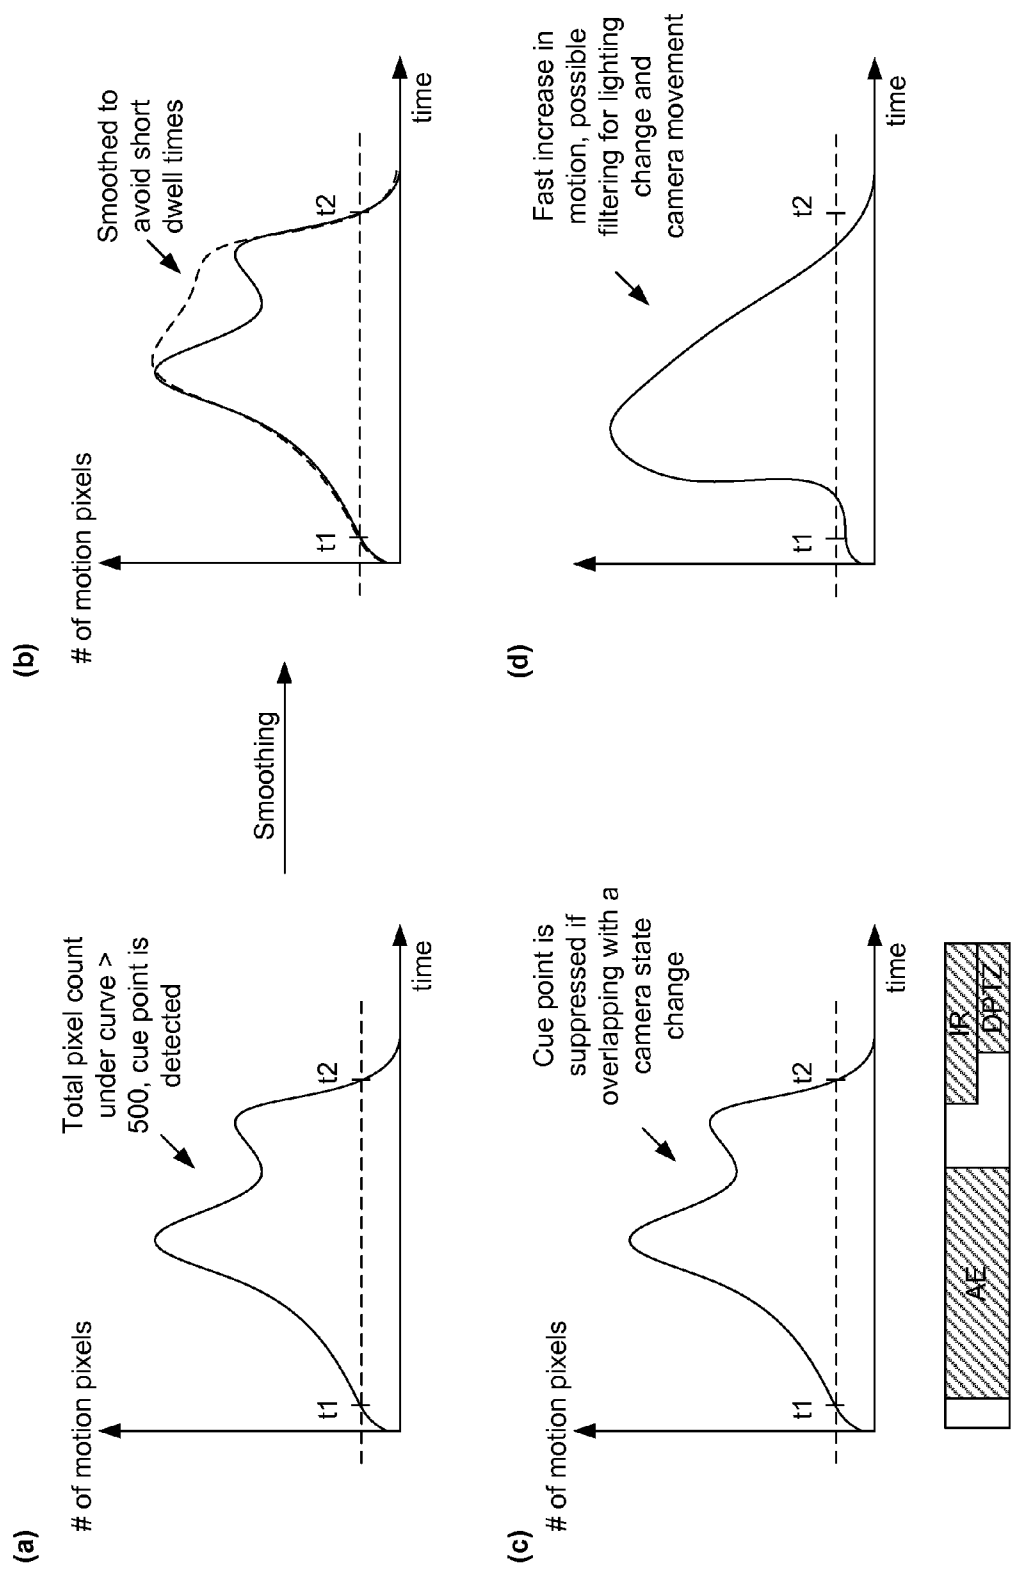 (a)
# of motion pixels
Total pixel count
under curve >
500, cue point is
detected
t1
t2
time
Smoothing
(b)
# of motion pixels
Smoothed to
avoid short
dwell times
t1
t2
time
(c)
# of motion pixels
Cue point is
suppressed if
overlapping with a
camera state
change
t1
t2
time
AE
IR
DPTZ
(d)
Fast increase in
motion, possible
filtering for lighting
change and
camera movement
t1
t2
time